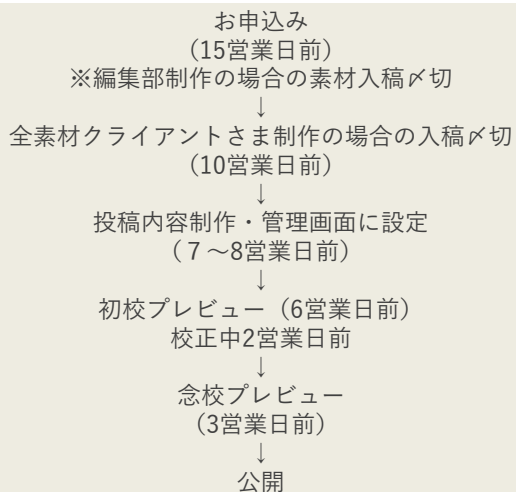 お申込み
（15営業日前）
※編集部制作の場合の素材入稿〆切
↓
全素材クライアントさま制作の場合の入稿〆切
（10営業日前）
↓
投稿内容制作・管理画面に設定
（７～8営業日前）
↓
初校プレビュー（6営業日前）
校正中2営業日前
↓
念校プレビュー
（3営業日前）
↓
公開